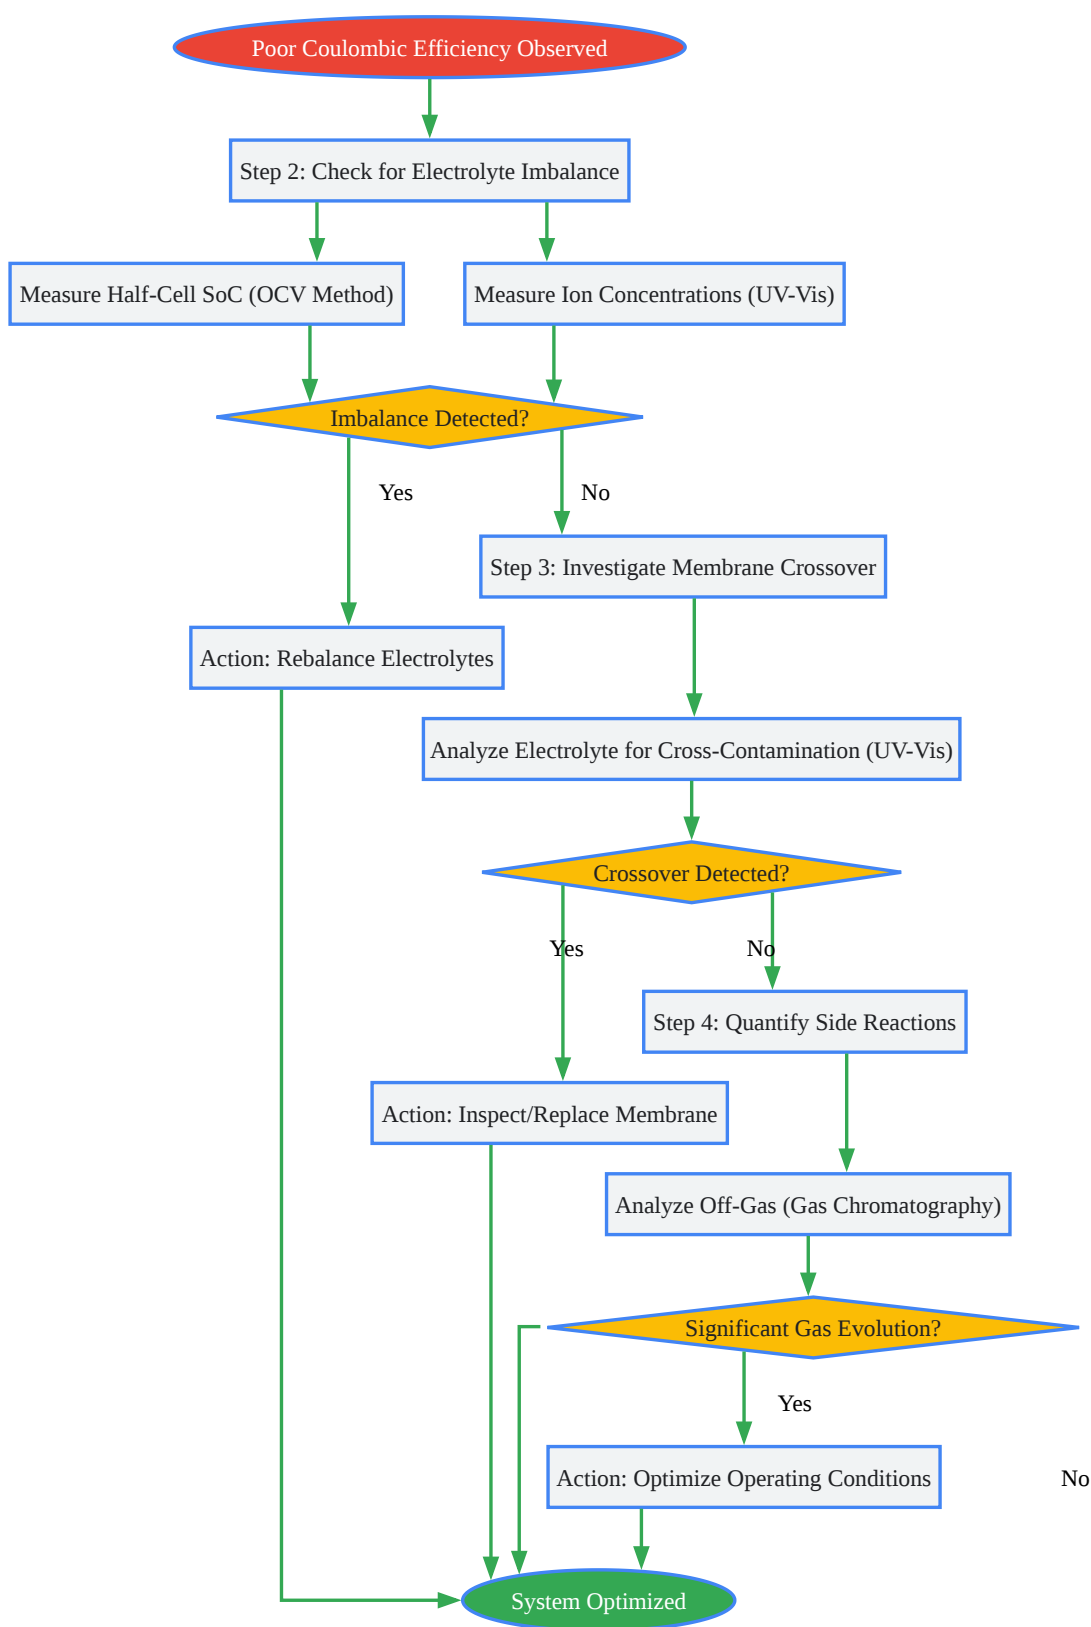 Poor Coulombic Efficiency Observed
Step 2: Check for Electrolyte Imbalance
Measure Half-Cell SoC (OCV Method)
Measure Ion Concentrations (UV-Vis)
Imbalance Detected?
Yes
No
Step 3: Investigate Membrane Crossover
Action: Rebalance Electrolytes
Analyze Electrolyte for Cross-Contamination (UV-Vis)
Crossover Detected?
Yes
No
Step 4: Quantify Side Reactions
Action: Inspect/Replace Membrane
Analyze Off-Gas (Gas Chromatography)
Significant Gas Evolution?
Yes
Action: Optimize Operating Conditions
No
System Optimized